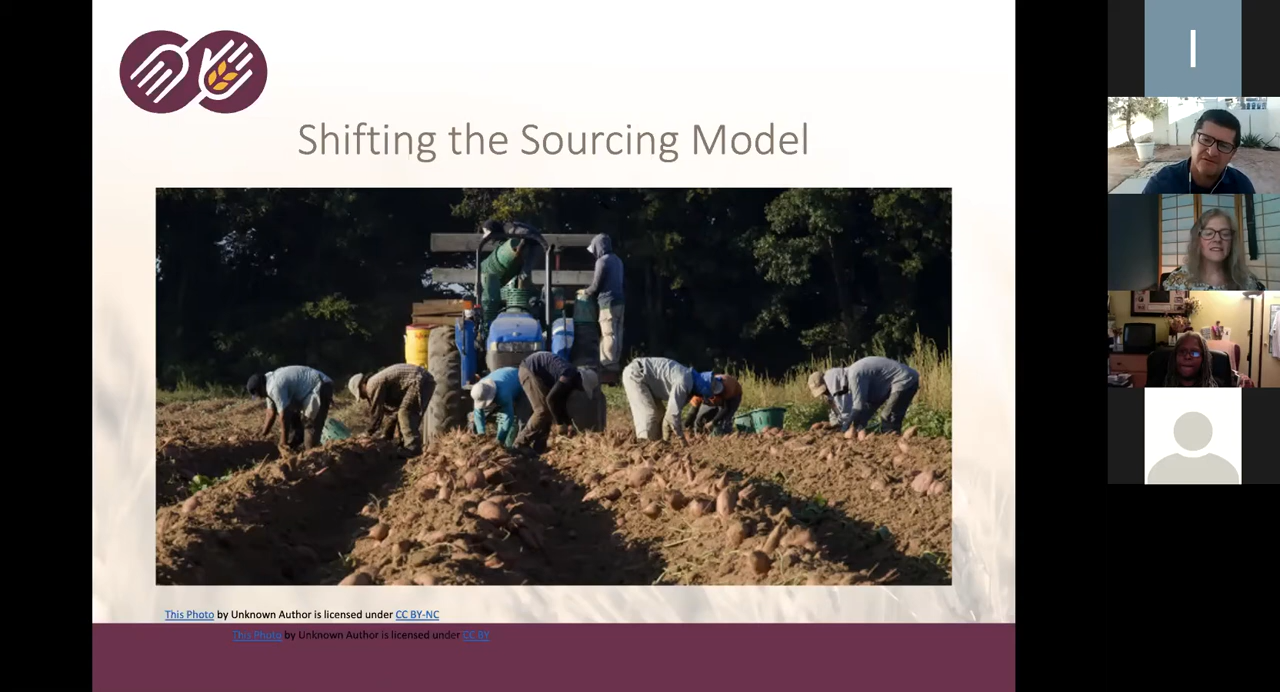 Shifting the Sourcing Model
This Photo by Unknown Author is licensed under CC BY-NC
This Photo by Unknown Author is licensed under CC BY
I